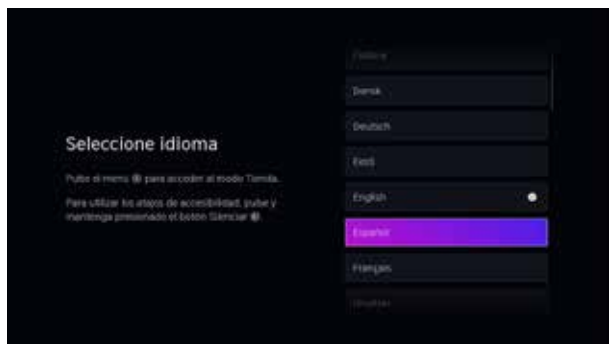 Seleccione idioma
Pulse el menú para acceder al modo Tienda.
Para utilizar los atajos de accesibilidad, pulse y
mantenga presionado el botón Silenciar.
Dansk
Deutsch
Eesti
English
Español
Français